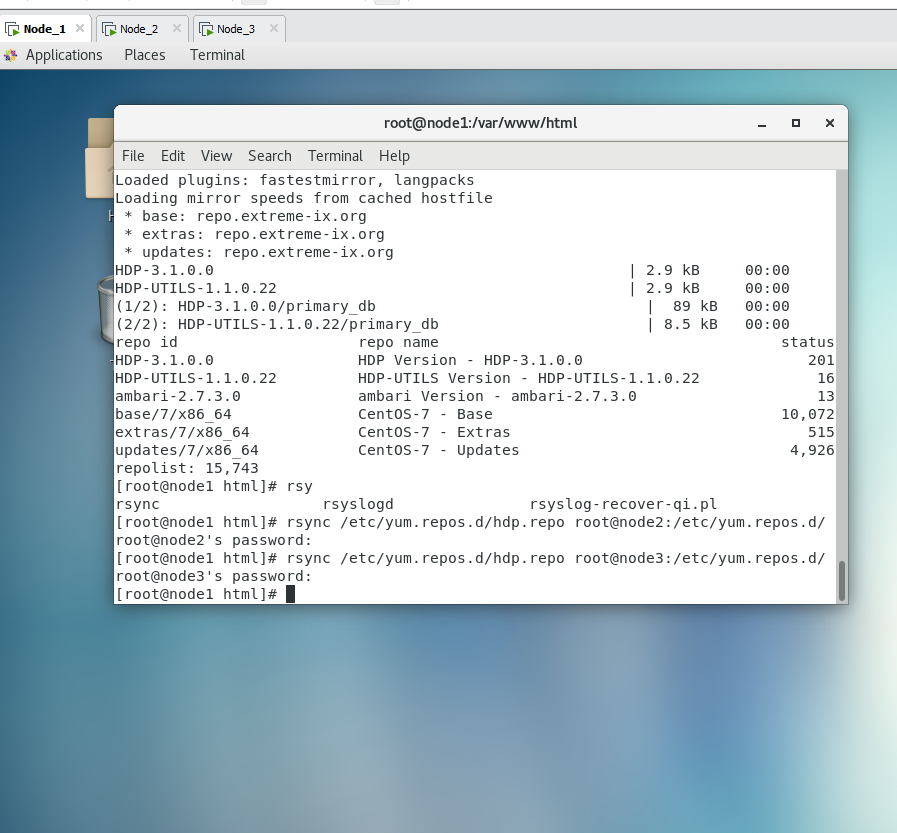 Node_1 Node_2 Node_3
Applications Places Terminal
root@node1:/var/www/html
File Edit View Search Terminal Help
Loaded plugins: fastestmirror, langpacks
Loading mirror speeds from cached hostfile
* base: repo.extreme-ix.org
* extras: repo.extreme-ix.org
* updates: repo.extreme-ix.org
HDP-3.1.0.0 | 2.9 kB 00:00
HDP-UTILS-1.1.0.22 | 2.9 kB 00:00
(1/2): HDP-3.1.0.0/primary_db | 89 kB 00:00
(2/2): HDP-UTILS-1.1.0.22/primary_db | 8.5 kB 00:00
repo id repo name status
HDP-3.1.0.0 HDP Version - HDP-3.1.0.0 201
HDP-UTILS-1.1.0.22 HDP-UTILS Version - HDP-UTILS-1.1.0.22 16
ambari-2.7.3.0 ambari Version - ambari-2.7.3.0 13
base/7/x86_64 CentOS-7 - Base 10,072
extras/7/x86_64 CentOS-7 - Extras 515
updates/7/x86_64 CentOS-7 - Updates 4,926
repolist: 15,743
[root@node1 html]# rsy
rsync rsyslogd rsyslog-recover-qi.pl
[root@node1 html]# rsync /etc/yum.repos.d/hdp.repo root@node2:/etc/yum.repos.d/
root@node2's password:
[root@node1 html]# rsync /etc/yum.repos.d/hdp.repo root@node3:/etc/yum.repos.d/
root@node3's password:
[root@node1 html]#